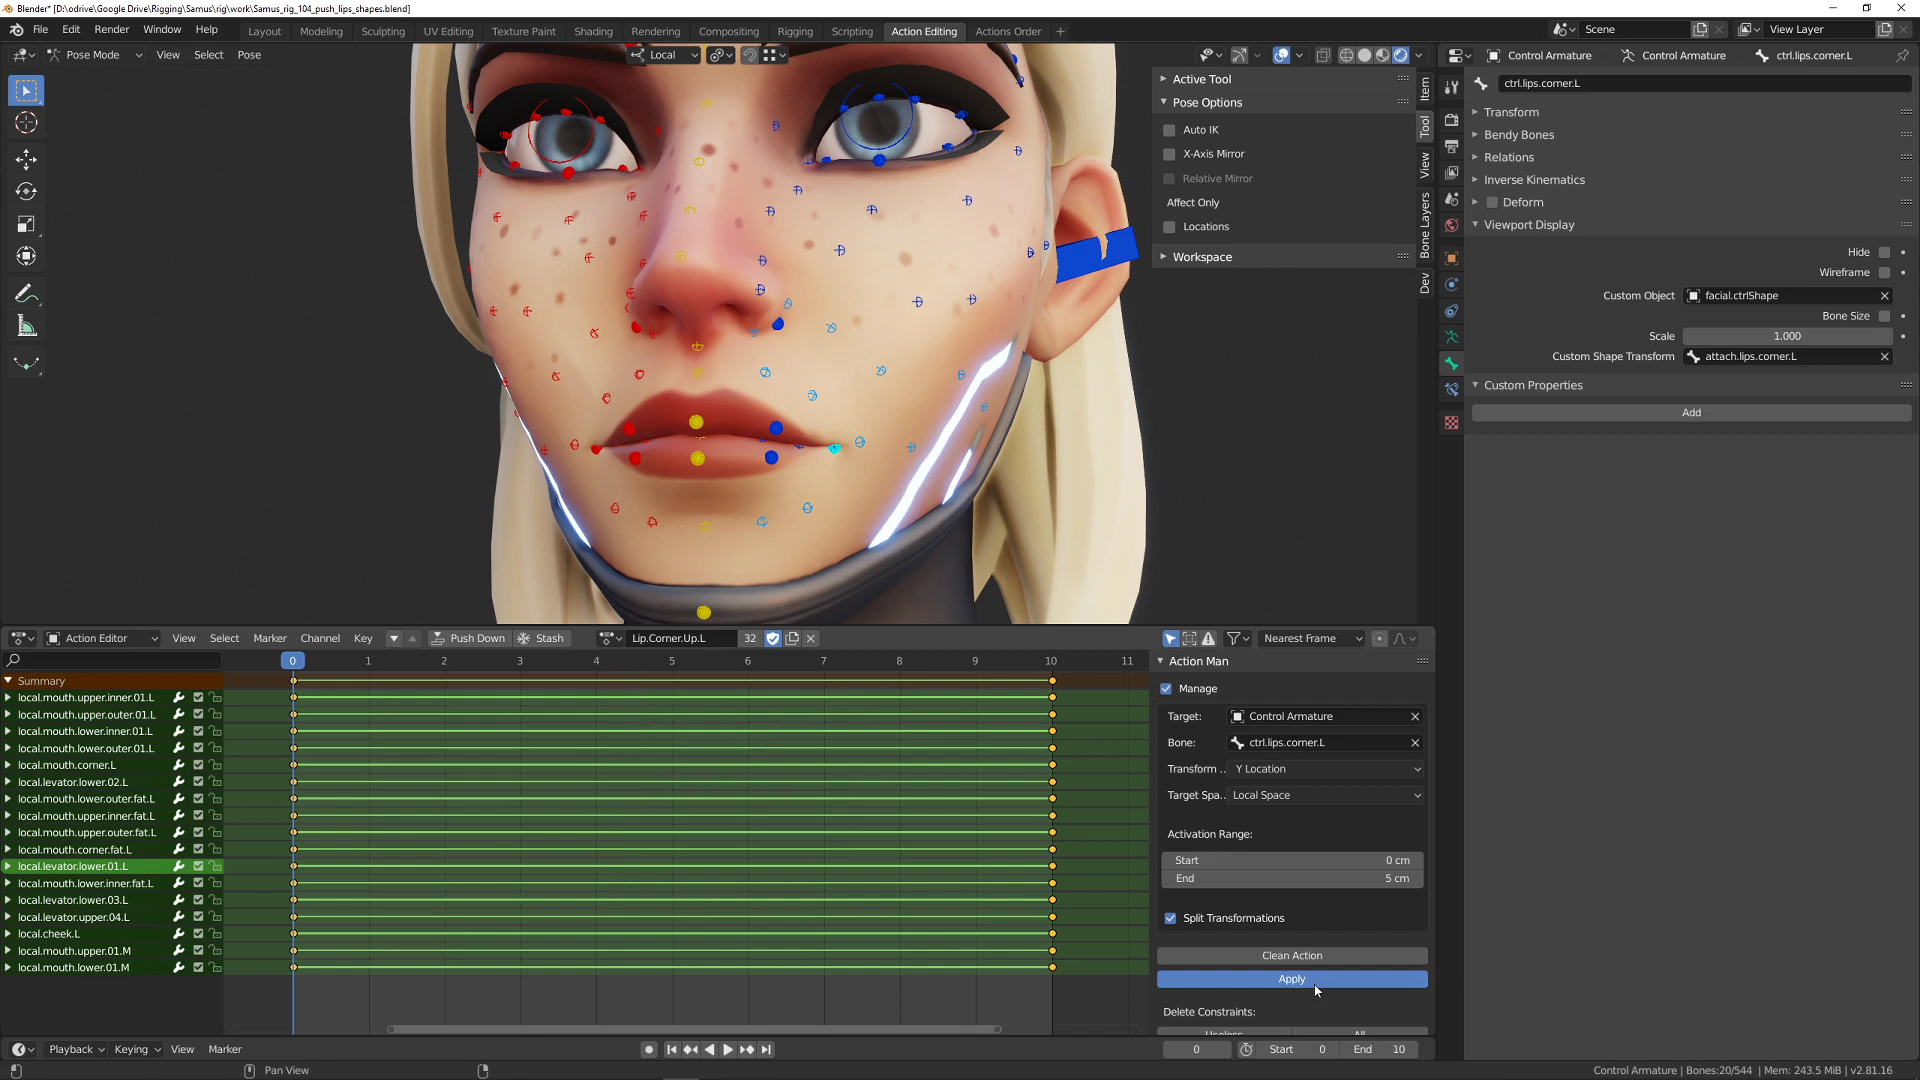 Blender* [D:\odrive\Google Drive\Rigging\Samus\rig\work\Samus_rig_104_push_lips_shapes.blend]
File Edit Render Window Help Layout Modeling Sculpting UV Editing Texture Paint Shading Rendering Compositing Rigging Scripting Action Editing Actions Order + Scene View Layer
Pose Mode View Select Pose Local Control Armature Control Armature ctrl.lips.corner.L
Active Tool
Pose Options
Auto IK
X-Axis Mirror
Relative Mirror
Affect Only
Locations
Workspace
Item
Tool
View
Bone Layers
Dev
ctrl.lips.corner.L
Transform
Bendy Bones
Relations
Inverse Kinematics
Deform
Viewport Display
Hide
Wireframe
Custom Object facial.ctrlShape
Bone Size
Scale 1.000
Custom Shape Transform attach.lips.corner.L
Custom Properties
Add
Action Editor View Select Marker Channel Key Push Down Stash Lip.Corner.Up.L 32 Nearest Frame
0 1 2 3 4 5 6 7 8 9 10 11
Summary
local.mouth.upper.inner.01.L
local.mouth.upper.outer.01.L
local.mouth.lower.inner.01.L
local.mouth.lower.outer.01.L
local.mouth.corner.L
local.levator.lower.02.L
local.mouth.lower.outer.fat.L
local.mouth.upper.inner.fat.L
local.mouth.upper.outer.fat.L
local.mouth.corner.fat.L
local.levator.lower.01.L
local.mouth.lower.inner.fat.L
local.levator.lower.03.L
local.levator.upper.04.L
local.cheek.L
local.mouth.upper.01.M
local.mouth.lower.01.M
Action Man
Manage
Target: Control Armature
Bone: ctrl.lips.corner.L
Transform .. Y Location
Target Spa.. Local Space
Activation Range:
Start 0 cm
End 5 cm
Split Transformations
Clean Action
Apply
Delete Constraints:
Useless All
Playback Keying View Marker 0 Start 0 End 10
Pan View Control Armature | Bones:20/544 | Mem: 243.5 MiB | v2.81.16